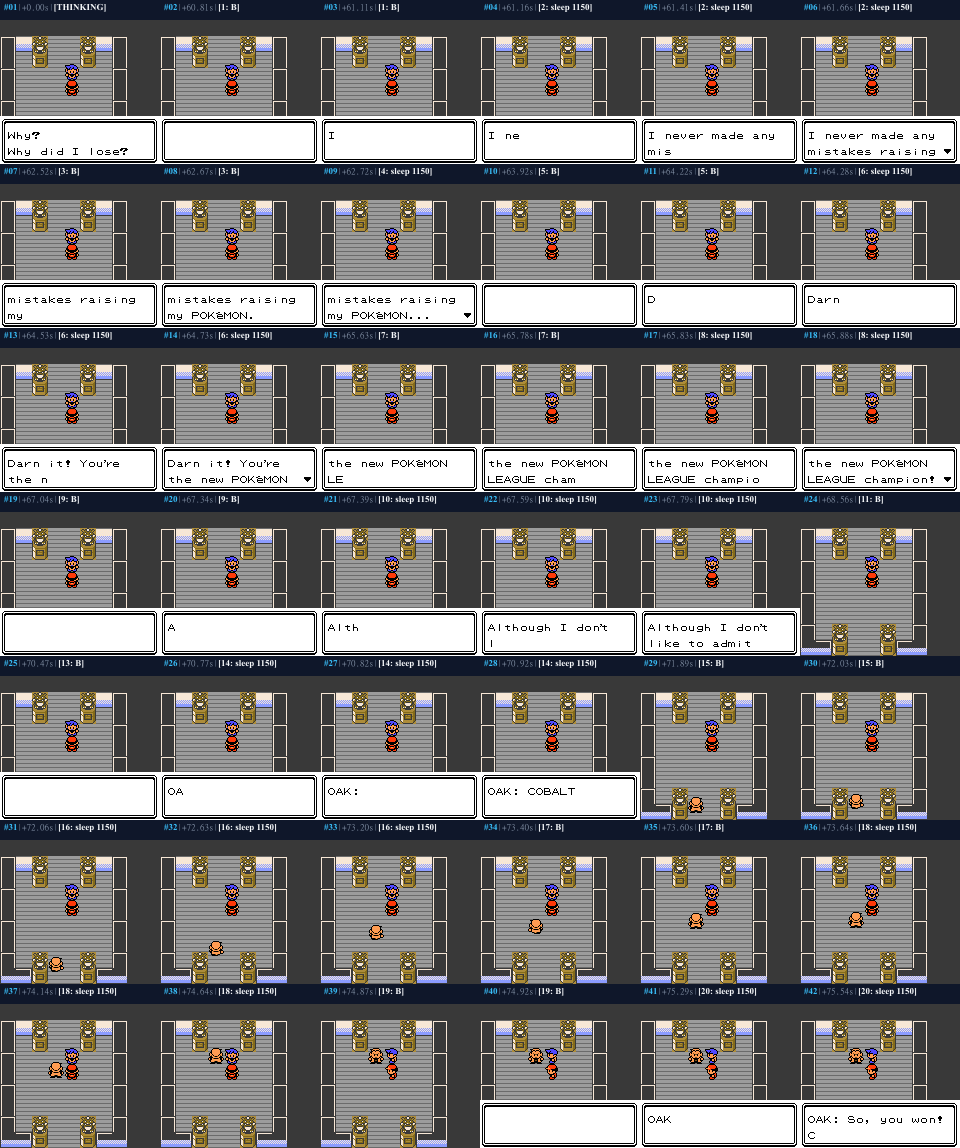 #01|+0.00s|[THINKING] #02|+60.81s|[1: B] #03|+61.11s|[1: B] #04|+61.16s|[2: sleep 1150] #05|+61.41s|[2: sleep 1150] #06|+61.66s|[2: sleep 1150]
Why?
Why did I lose?
I
I ne
I never made any
mis
I never made any
mistakes raising ▼
#07|+62.52s|[3: B] #08|+62.67s|[3: B] #09|+62.72s|[4: sleep 1150] #10|+63.92s|[5: B] #11|+64.22s|[5: B] #12|+64.28s|[6: sleep 1150]
mistakes raising
my
mistakes raising
my POKéMON.
mistakes raising
my POKéMON... ▼
D
Darn
#13|+64.53s|[6: sleep 1150] #14|+64.73s|[6: sleep 1150] #15|+65.63s|[7: B] #16|+65.78s|[7: B] #17|+65.83s|[8: sleep 1150] #18|+65.88s|[8: sleep 1150]
Darn it! You're
the n
Darn it! You're
the new POKéMON ▼
the new POKéMON
LE
the new POKéMON
LEAGUE cham
the new POKéMON
LEAGUE champio
the new POKéMON
LEAGUE champion! ▼
#19|+67.04s|[9: B] #20|+67.34s|[9: B] #21|+67.39s|[10: sleep 1150] #22|+67.59s|[10: sleep 1150] #23|+67.79s|[10: sleep 1150] #24|+68.56s|[11: B]
A
Alth
Although I don't
l
Although I don't
like to admit
#25|+70.47s|[13: B] #26|+70.77s|[14: sleep 1150] #27|+70.82s|[14: sleep 1150] #28|+70.92s|[14: sleep 1150] #29|+71.89s|[15: B] #30|+72.03s|[15: B]
OA
OAK:
OAK: COBALT
#31|+72.06s|[16: sleep 1150] #32|+72.63s|[16: sleep 1150] #33|+73.20s|[16: sleep 1150] #34|+73.40s|[17: B] #35|+73.60s|[17: B] #36|+73.64s|[18: sleep 1150]
#37|+74.14s|[18: sleep 1150] #38|+74.64s|[18: sleep 1150] #39|+74.87s|[19: B] #40|+74.92s|[19: B] #41|+75.29s|[20: sleep 1150] #42|+75.54s|[20: sleep 1150]
OAK
OAK: So, you won!
C